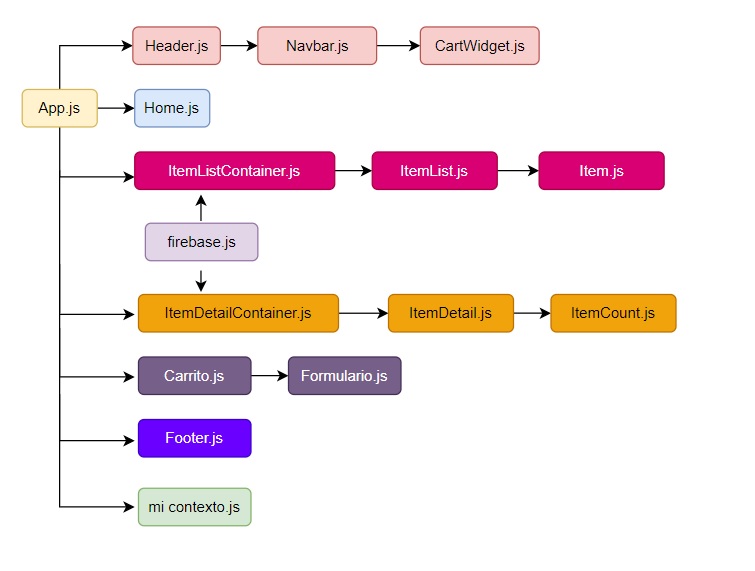 Header.js
Navbar.js
CartWidget.js
App.js
Home.js
ItemListContainer.js
ItemList.js
Item.js
firebase.js
ItemDetailContainer.js
ItemDetail.js
ItemCount.js
Carrito.js
Formulario.js
Footer.js
mi contexto.js